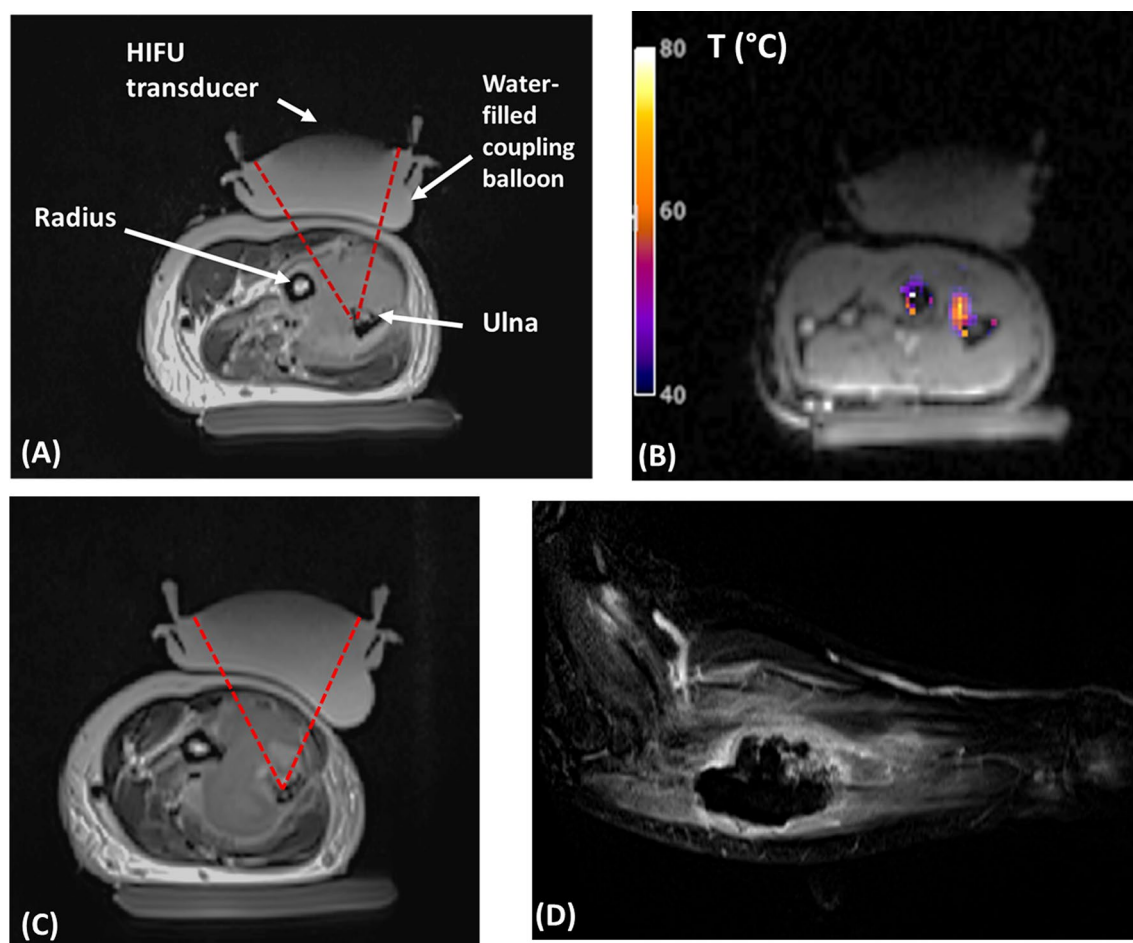 HIFU
transducer
Water-
filled
coupling
balloon
Radius
Ulna
(A)
T (°C)
80
60
40
(B)
(C)
(D)